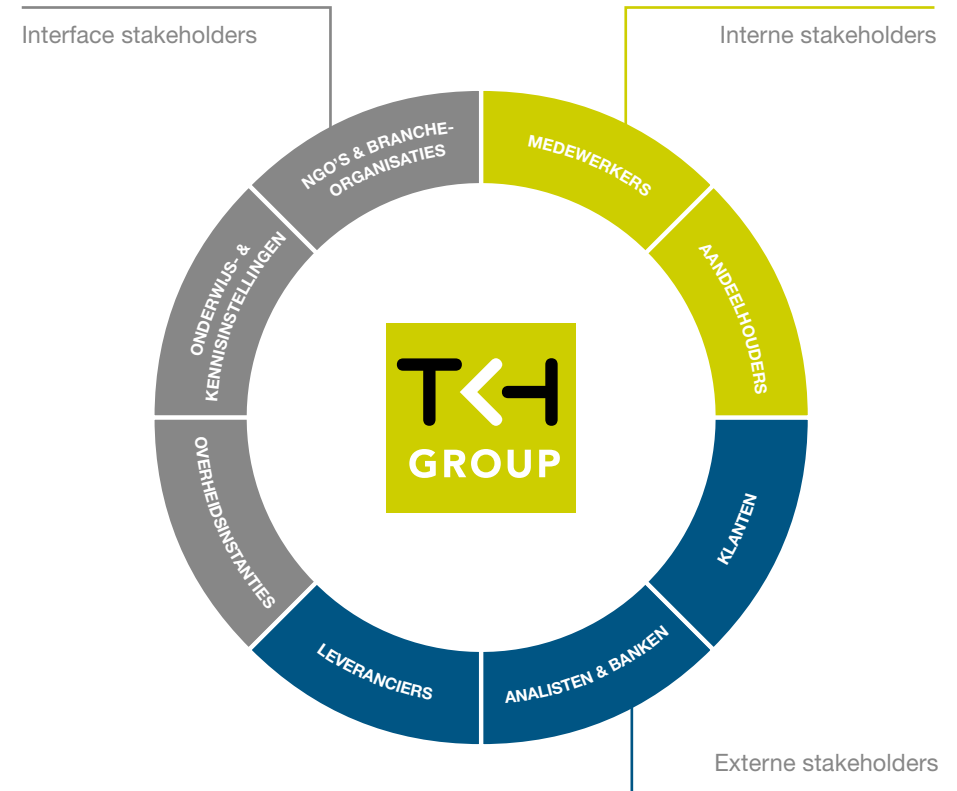 Interface stakeholders
Interne stakeholders
NGO'S & BRANCHE-
ORGANISATIES
MEDEWERKERS
AANDEELHOUDERS
ONDERWIJS- &
KENNISINSTELLINGEN
TKH
GROUP
OVERHEIDSINSTANTIES
KLANTEN
LEVERANCIERS
ANALISTEN & BANKEN
Externe stakeholders